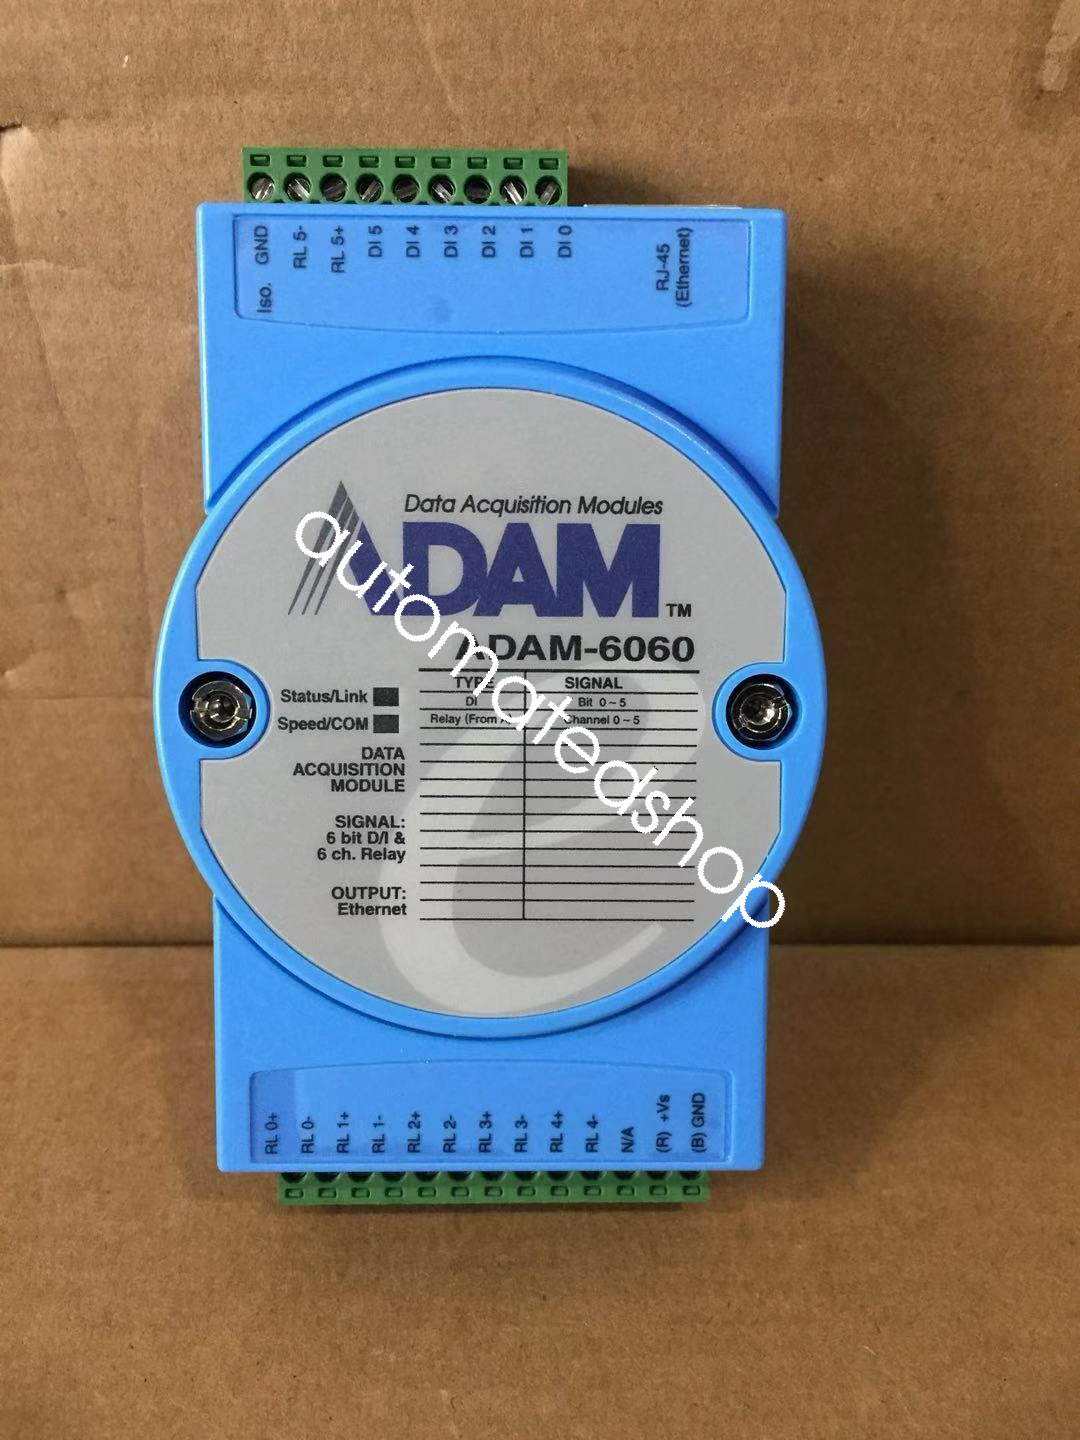 Iso. GND
RL 5-
RL 5+
DI 5
DI 4
DI 3
DI 2
DI 1
DI 0
RJ-45
(Ethernet)
Data Acquisition Modules
ADAM TM
ADAM-6060
automatedshop
TYPE SIGNAL
DI Bit 0~5
Relay (From Channel 0~5
Status/Link
Speed/COM
DATA
ACQUISITION
MODULE
SIGNAL:
6 bit D/I &
6 ch. Relay
OUTPUT:
Ethernet
RL 0+
RL 0-
RL 1+
RL 1-
RL 2+
RL 2-
RL 3+
RL 3-
RL 4+
RL 4-
N/A
(R) +Vs
(B) GND